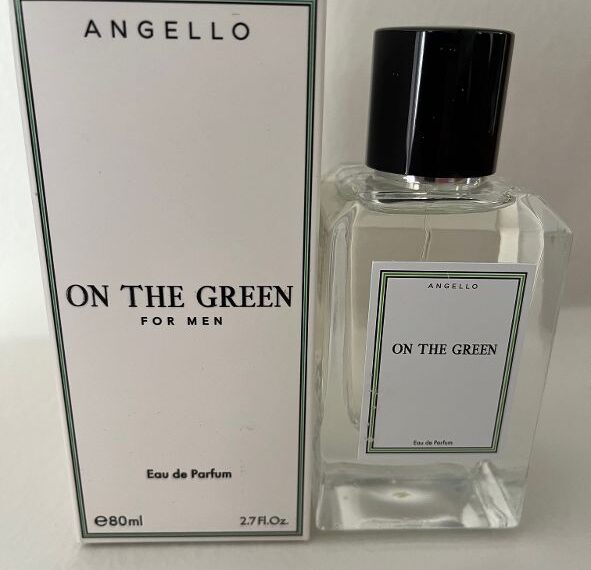 ANGELLO
ON THE GREEN
FOR MEN
Eau de Parfum
℮80ml
2.7Fl.Oz.
ANGELLO
ON THE GREEN
Eau de Parfum